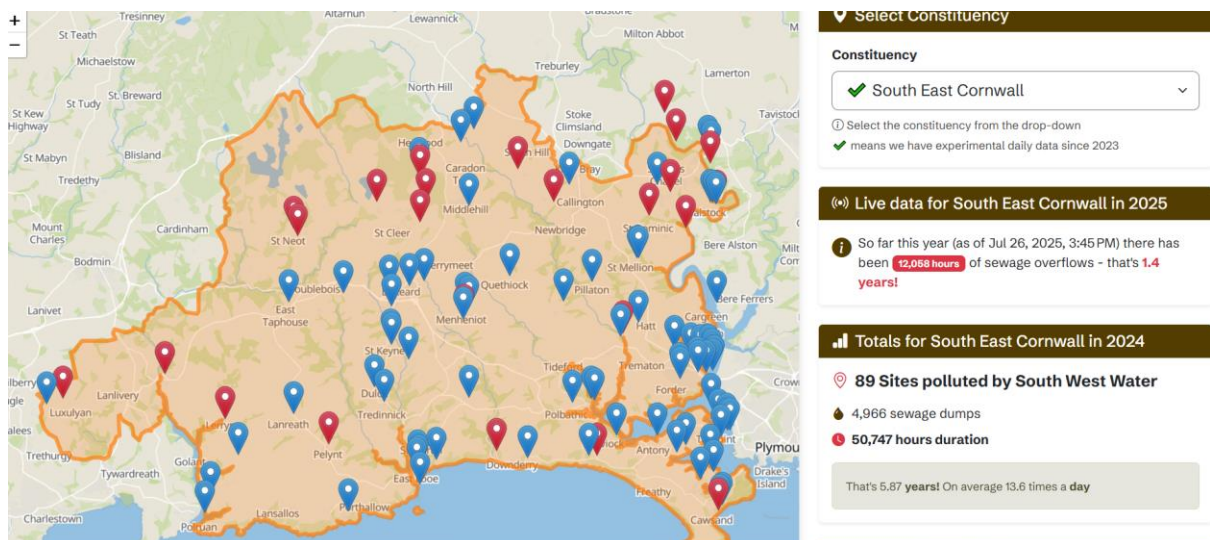 +
−
Tresinney
Altarnun
Lewannick
St Teath
Milton Abbot
Michaelstow
Treburley
Lamerton
North Hill
St. Breward
St Tudy
Stoke
Climsland
Tavistock
St Kew
Highway
Downgate
St Mabyn
Blisland
Caradon
Tredethy
Callington
Middlehill
Mount
Charles
Cardinham
St Neot
St Cleer
Newbridge
Bere Alston
Bodmin
St Mellion
Quethiock
Pillaton
Bere Ferrers
Lanivet
East
Taphouse
Menheniot
Hatt
Cargreen
St Keyne
Tideford
Trematon
Lanlivery
Forder
Luxulyan
Tredinnick
Lanreath
Pelynt
Antony
Trethurgy
Tywardreath
Downderry
Drake's
Island
Charlestown
Lansallos
Cawsand
Select Constituency
Constituency
South East Cornwall
Select the constituency from the drop-down
means we have experimental daily data since 2023
Live data for South East Cornwall in 2025
So far this year (as of Jul 26, 2025, 3:45 PM) there has
been 12,058 hours of sewage overflows - that's 1.4
years!
Totals for South East Cornwall in 2024
89 Sites polluted by South West Water
4,966 sewage dumps
50,747 hours duration
That's 5.87 years! On average 13.6 times a day